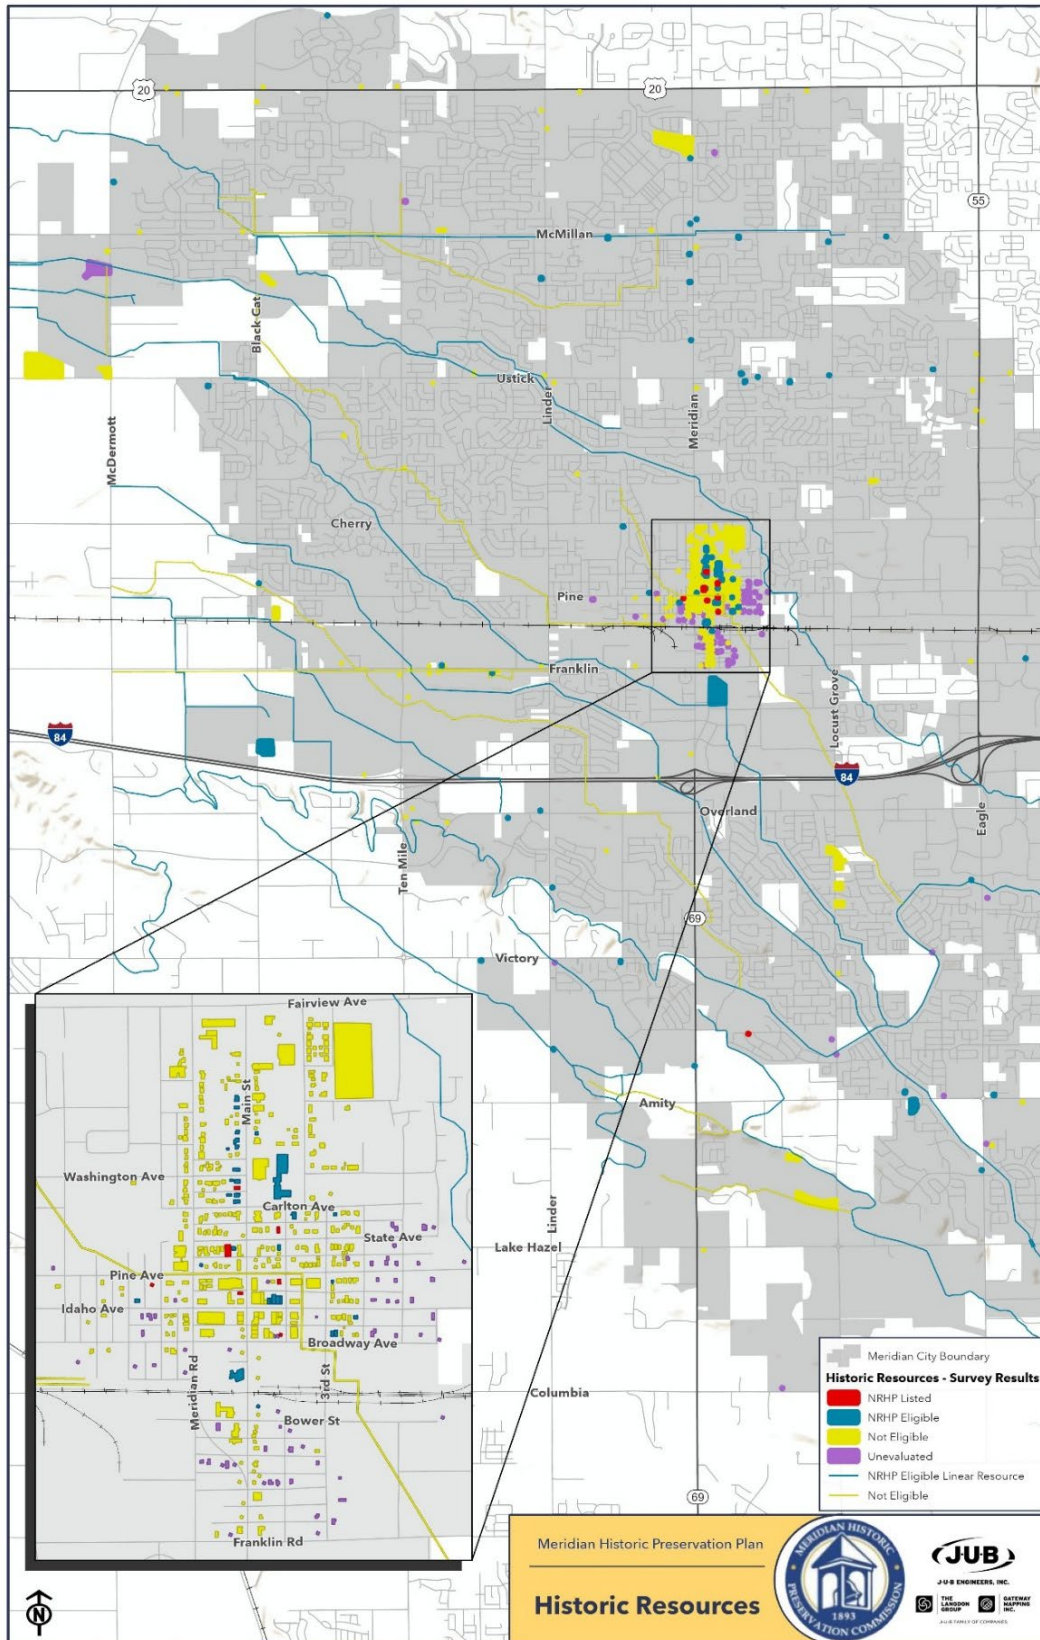 20
20
55
McMillan
Black Cat
Ustick
Linder
Meridian
McDermott
Cherry
Pine
Franklin
Locust Grove
84
84
Overland
Eagle
Ten Mile
69
Victory
Fairview Ave
Main St
Amity
Washington Ave
Carlton Ave
State Ave
Linder
Lake Hazel
Pine Ave
Idaho Ave
Broadway Ave
Meridian Rd
3rd St
Bower St
Columbia
Franklin Rd
69
Meridian City Boundary
Historic Resources - Survey Results
NRHP Listed
NRHP Eligible
Not Eligible
Unevaluated
NRHP Eligible Linear Resource
Not Eligible
N
Meridian Historic Preservation Plan
Historic Resources
MERIDIAN HISTORIC
PRESERVATION COMMISSION
1893
J·U·B
J·U·B ENGINEERS, INC.
THE
LANGDON
GROUP
GATEWAY
MAPPING
INC.
J·U·B FAMILY OF COMPANIES